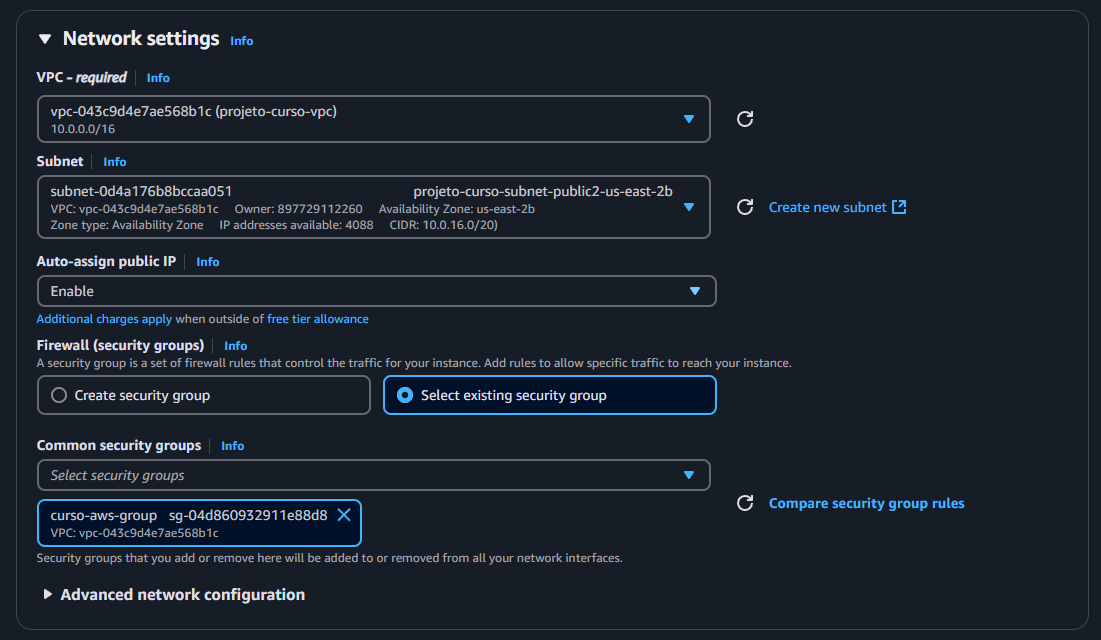 Network settings Info
VPC – required Info
vpc-043c9d4e7ae568b1c (projeto-curso-vpc)
10.0.0.0/16
Subnet Info
subnet-0d4a176b8bccaa051 projeto-curso-subnet-public2-us-east-2b
VPC: vpc-043c9d4e7ae568b1c Owner: 897729112260 Availability Zone: us-east-2b
Zone type: Availability Zone IP addresses available: 4088 CIDR: 10.0.16.0/20)
Create new subnet
Auto-assign public IP Info
Enable
Additional charges apply when outside of free tier allowance
Firewall (security groups) Info
A security group is a set of firewall rules that control the traffic for your instance. Add rules to allow specific traffic to reach your instance.
Create security group
Select existing security group
Common security groups Info
Select security groups
curso-aws-group sg-04d860932911e88d8
VPC: vpc-043c9d4e7ae568b1c
Compare security group rules
Security groups that you add or remove here will be added to or removed from all your network interfaces.
Advanced network configuration